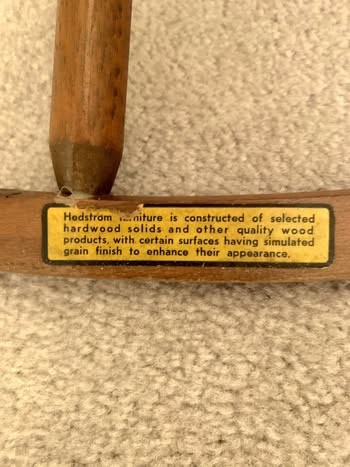 Hedstrom furniture is constructed of selected
hardwood solids and other quality wood
products, with certain surfaces having simulated
grain finish to enhance their appearance.